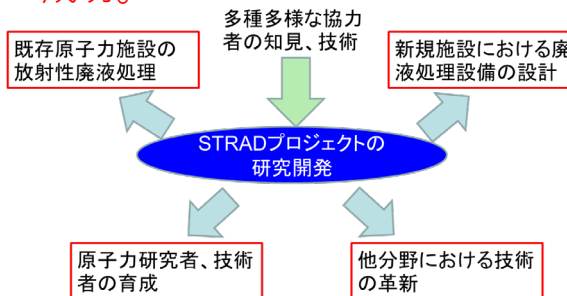 多種多様な協力
者の知見、技術
既存原子力施設の
放射性廃液処理
新規施設における廃
液処理設備の設計
STRADプロジェクトの
研究開発
原子力研究者、技術
者の育成
他分野における技術
の革新